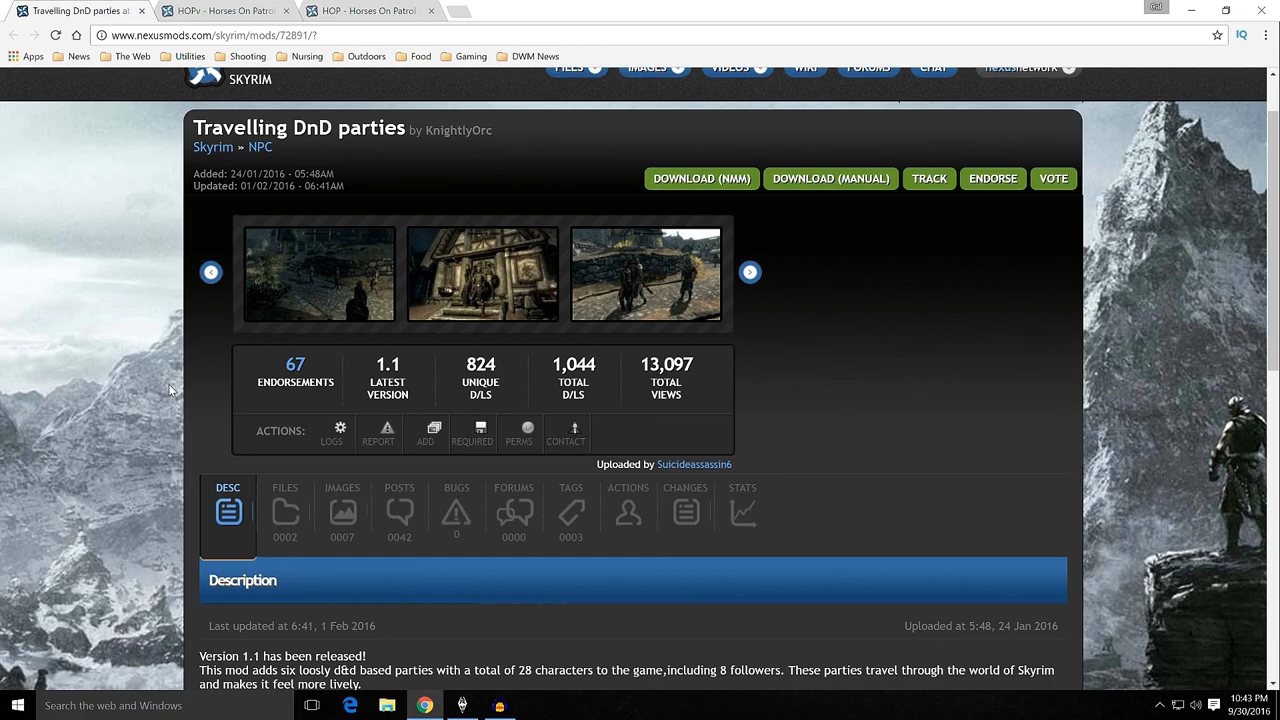 Travelling DnD parties at
HOPv - Horses On Patrol
HOP - Horses On Patrol
www.nexusmods.com/skyrim/mods/72891/?
Apps News The Web Utilities Shooting Nursing Outdoors Food Gaming DWM News
SKYRIM
FILES IMAGES VIDEOS WIKI FORUMS CHAT nexusnetwork
Travelling DnD parties by KnightlyOrc
Skyrim » NPC
Added: 24/01/2016 - 05:48AM
Updated: 01/02/2016 - 06:41AM
DOWNLOAD (NMM) DOWNLOAD (MANUAL) TRACK ENDORSE VOTE
67 1.1 824 1,044 13,097
ENDORSEMENTS LATEST UNIQUE TOTAL TOTAL
VERSION D/LS D/LS VIEWS
ACTIONS: LOGS REPORT ADD REQUIRED PERMS CONTACT
Uploaded by Suicideassassin6
DESC FILES IMAGES POSTS BUGS FORUMS TAGS ACTIONS CHANGES STATS
0002 0007 0042 0 0000 0003
Description
Last updated at 6:41, 1 Feb 2016 Uploaded at 5:48, 24 Jan 2016
Version 1.1 has been released!
This mod adds six loosly d&d based parties with a total of 28 characters to the game,including 8 followers. These parties travel through the world of Skyrim
and makes it feel more lively.
Search the web and Windows
10:43 PM
9/30/2016